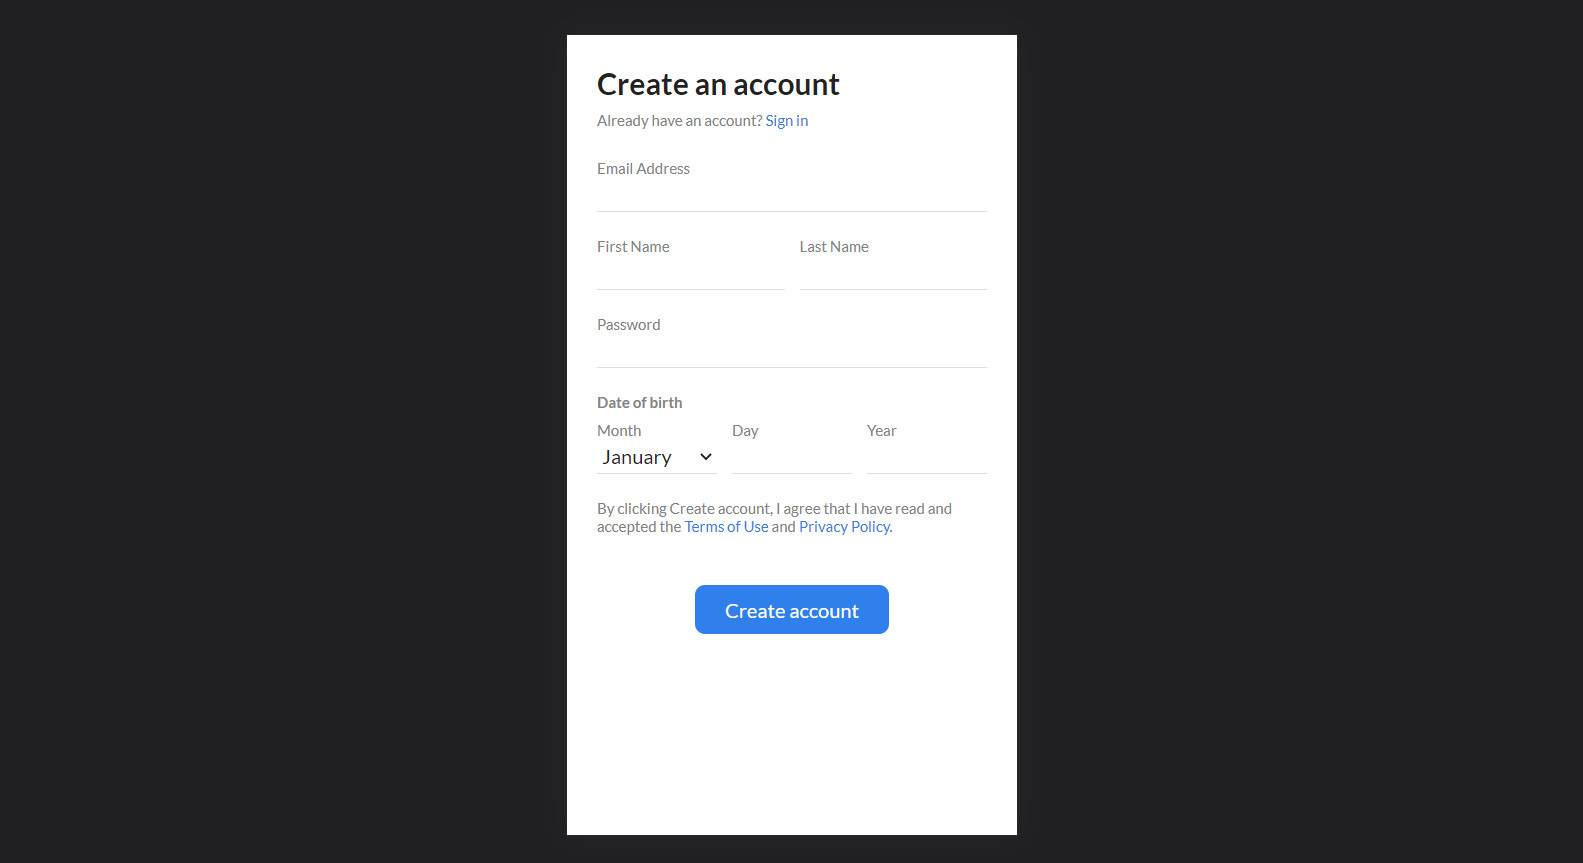 Create an account
Already have an account? Sign in
Email Address
First Name Last Name
Password
Date of birth
Month Day Year
January
By clicking Create account, I agree that I have read and
accepted the Terms of Use and Privacy Policy.
Create account